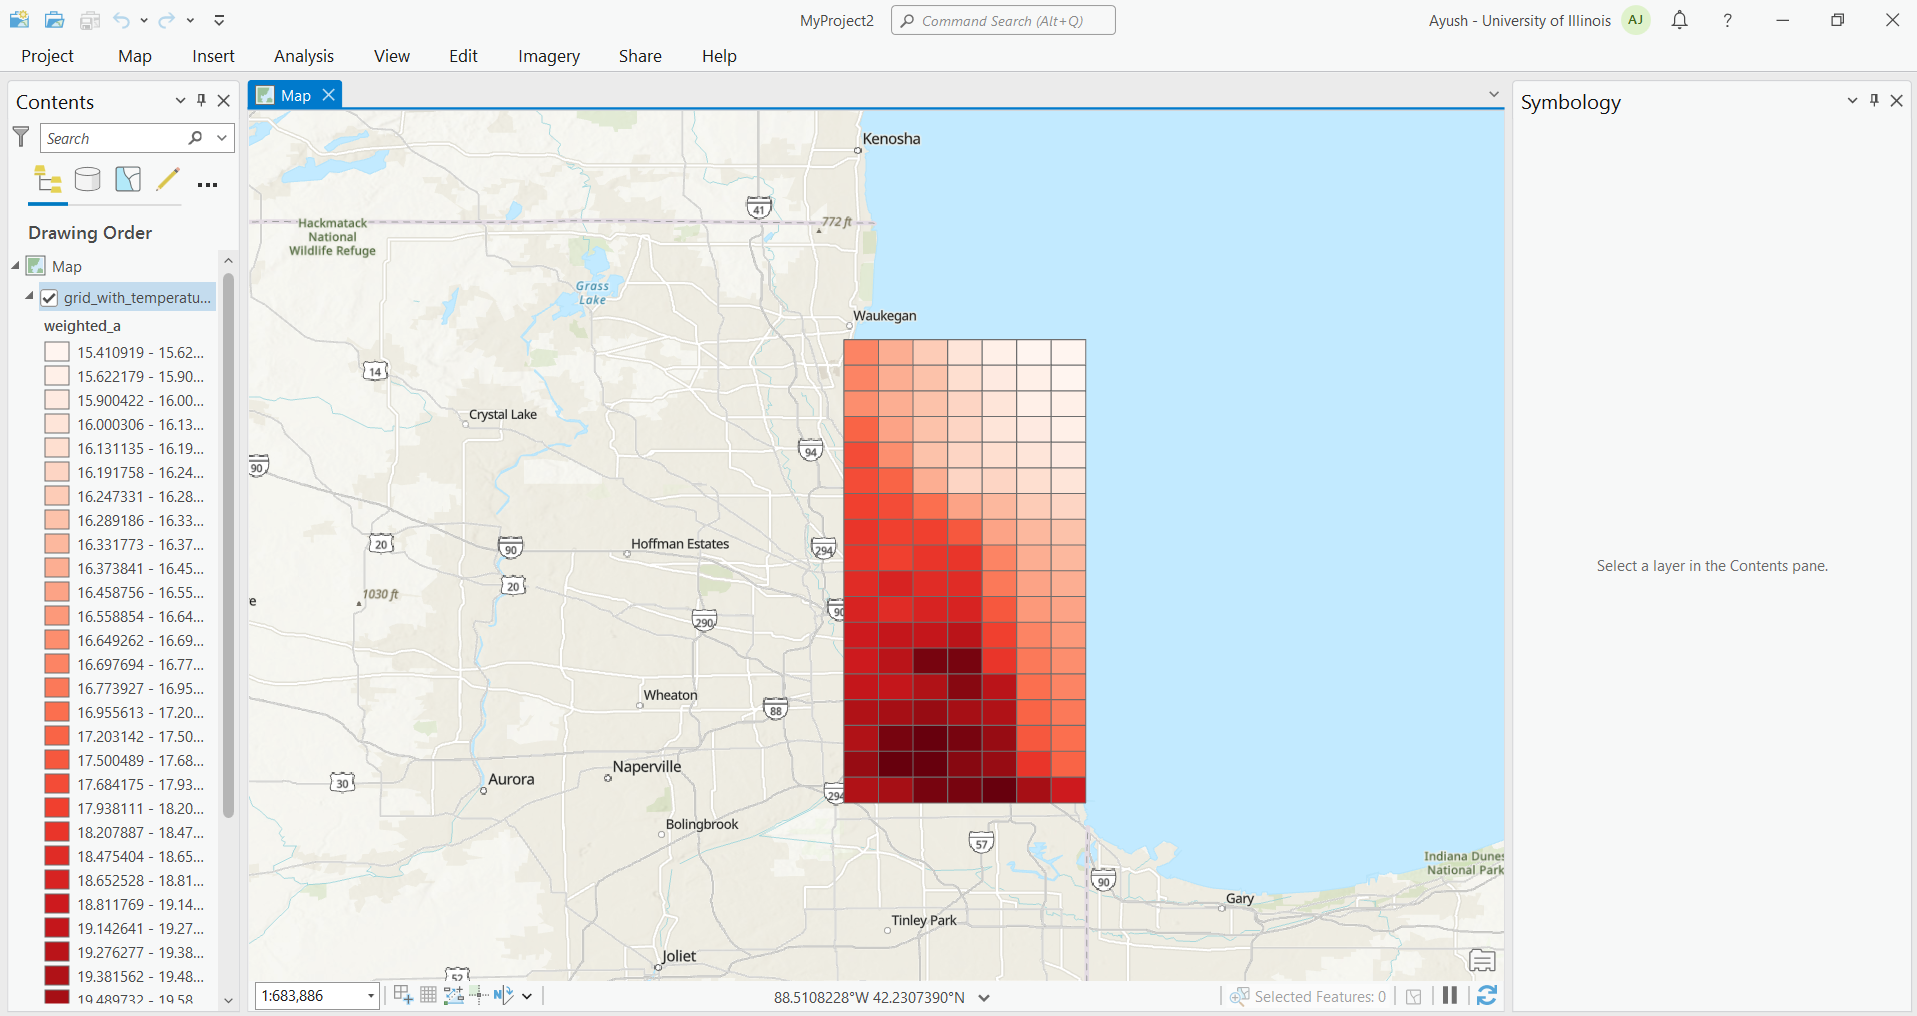 MyProject2
Command Search (Alt+Q)
Ayush - University of Illinois
AJ
?
Project
Map
Insert
Analysis
View
Edit
Imagery
Share
Help
Contents
Search
Drawing Order
Map
grid_with_temperatu...
weighted_a
15.410919 - 15.62...
15.622179 - 15.90...
15.900422 - 16.00...
16.000306 - 16.13...
16.131135 - 16.19...
16.191758 - 16.24...
16.247331 - 16.28...
16.289186 - 16.33...
16.331773 - 16.37...
16.373841 - 16.45...
16.458756 - 16.55...
16.558854 - 16.64...
16.649262 - 16.69...
16.697694 - 16.77...
16.773927 - 16.95...
16.955613 - 17.20...
17.203142 - 17.50...
17.500489 - 17.68...
17.684175 - 17.93...
17.938111 - 18.20...
18.207887 - 18.47...
18.475404 - 18.65...
18.652528 - 18.81...
18.811769 - 19.14...
19.142641 - 19.27...
19.276277 - 19.38...
19.381562 - 19.48...
19.489732 - 19.58
Map
Kenosha
41
772 ft
Hackmatack
National
Wildlife Refuge
Grass
Lake
Waukegan
14
Crystal Lake
94
90
20
90
Hoffman Estates
294
20
1030 ft
e
90
290
Wheaton
88
30
Aurora
Naperville
294
Bolingbrook
57
90
Indiana Dunes
National Park
Gary
Tinley Park
Joliet
52
1:683,886
N
88.5108228°W 42.2307390°N
Selected Features: 0
Symbology
Select a layer in the Contents pane.